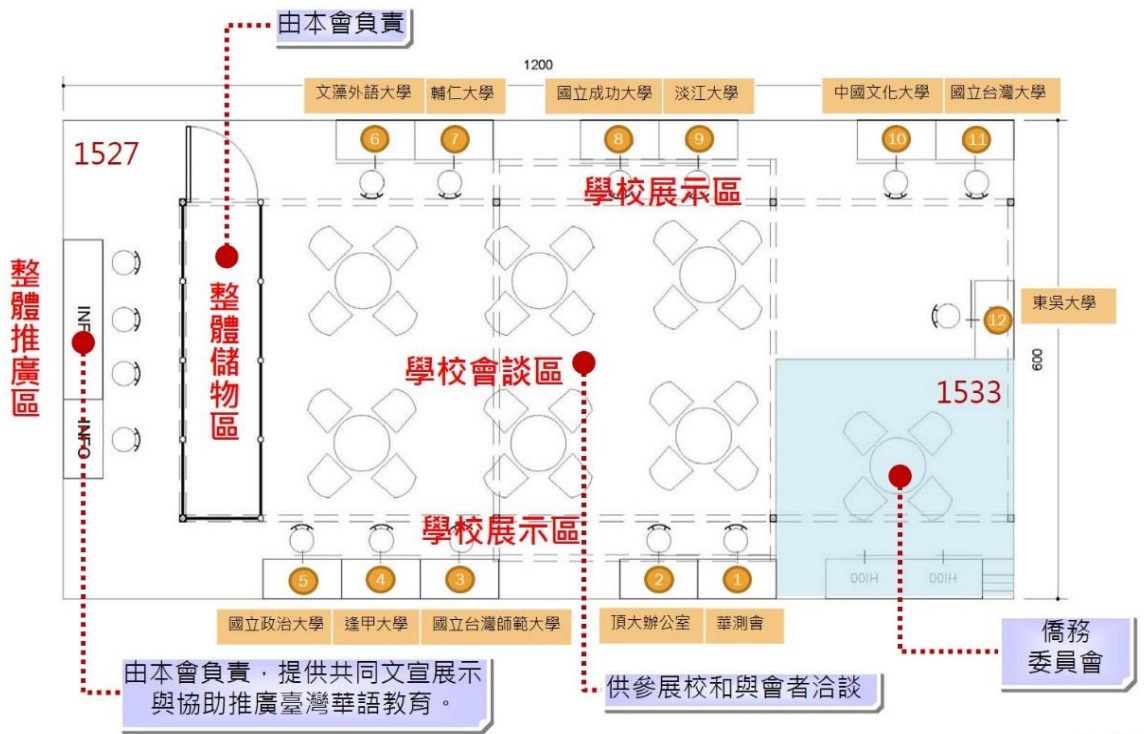 由本會負責
1200
文藻外語大學
輔仁大學
國立成功大學
淡江大學
中國文化大學
國立台灣大學
6
7
8
9
10
11
1527
學校展示區
整體推廣區
INFO
INFO
整體儲物區
東吳大學
12
600
學校會談區
1533
學校展示區
HI00
HI00
5
4
3
2
1
國立政治大學
逢甲大學
國立台灣師範大學
頂大辦公室
華測會
由本會負責,提供共同文宣展示
與協助推廣臺灣華語教育。
供參展校和與會者洽談
僑務
委員會